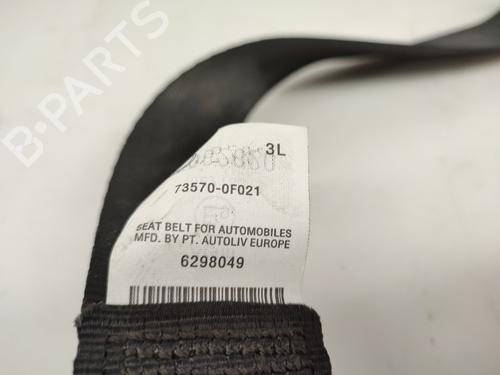 B-PARTS
3L
73570-0F021
SEAT BELT FOR AUTOMOBILES
MFD. BY PT. AUTOLIV EUROPE
6298049